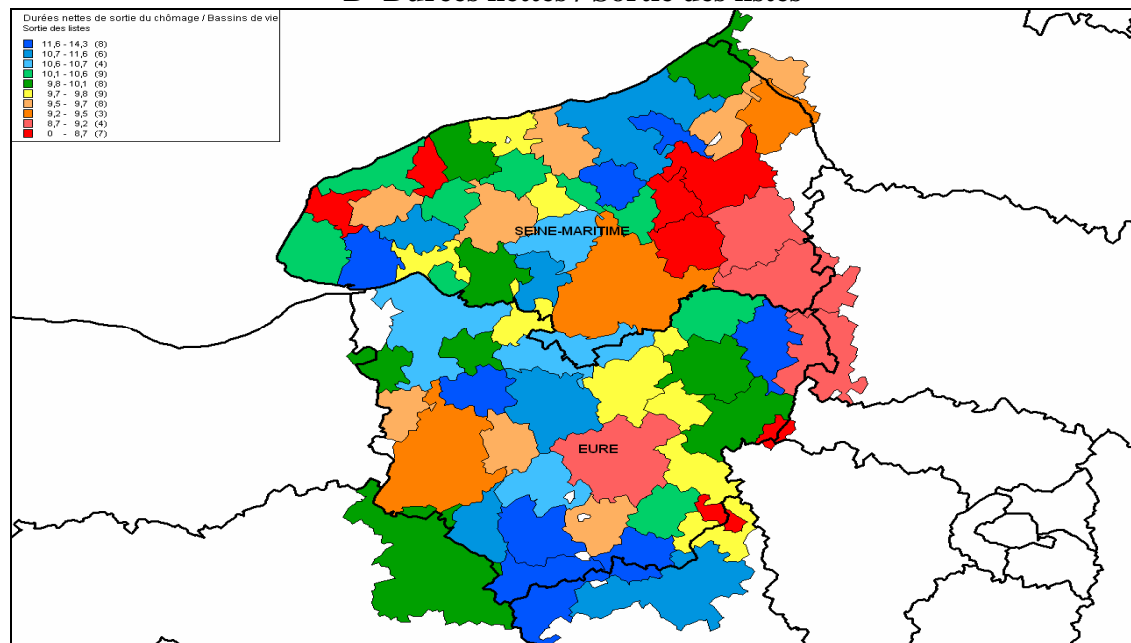 D- Durées nettes / Sortie des listes
Durées nettes de sortie du chômage / Bassins de vie
Sortie des listes
11,6 - 14,3 (8)
10,7 - 11,6 (6)
10,6 - 10,7 (4)
10,1 - 10,6 (9)
9,8 - 10,1 (8)
9,7 - 9,8 (9)
9,5 - 9,7 (8)
9,2 - 9,5 (3)
8,7 - 9,2 (4)
0 - 8,7 (7)
SEINE-MARITIME
EURE